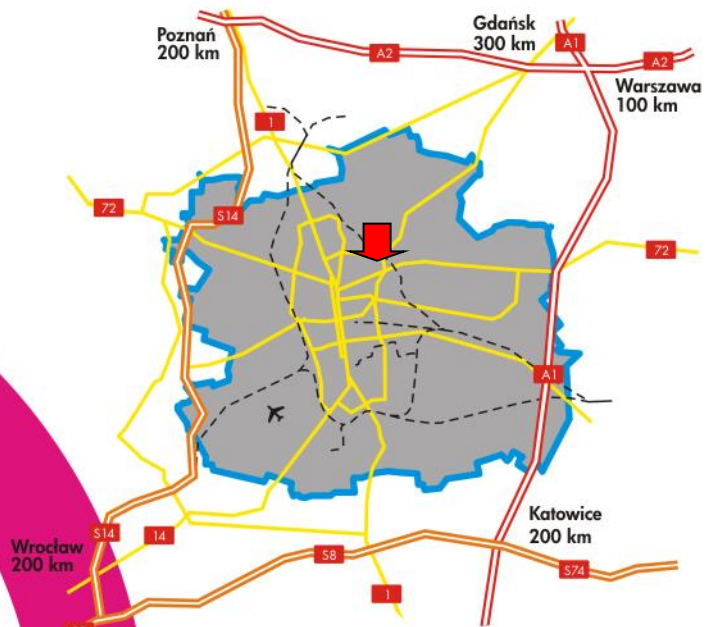 Poznań
200 km
Gdańsk
300 km
A1
A2
A2
Warszawa
100 km
1
72
S14
72
A1
Katowice
200 km
S14
14
Wrocław
200 km
S8
S74
1